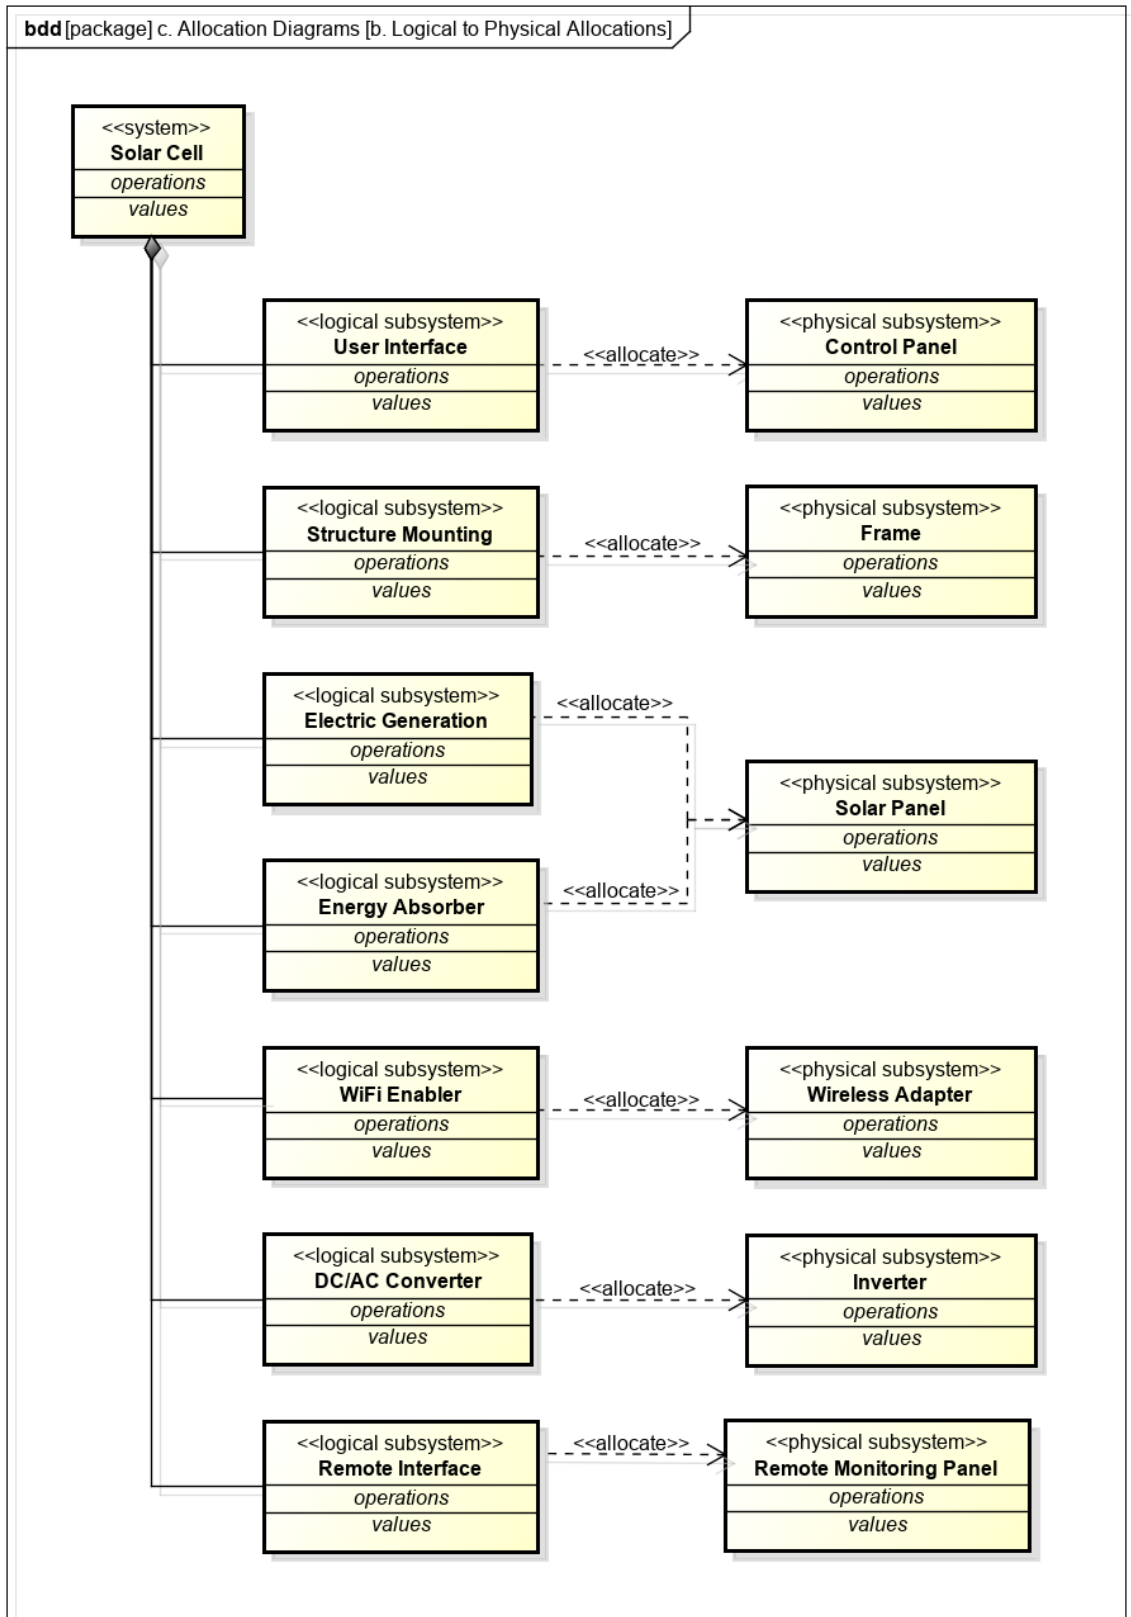 bdd [package] c. Allocation Diagrams [b. Logical to Physical Allocations]
<<system>>
Solar Cell
operations
values
<<logical subsystem>>
User Interface
operations
values
<<allocate>>
<<physical subsystem>>
Control Panel
operations
values
<<logical subsystem>>
Structure Mounting
operations
values
<<allocate>>
<<physical subsystem>>
Frame
operations
values
<<logical subsystem>>
Electric Generation
operations
values
<<allocate>>
<<physical subsystem>>
Solar Panel
operations
values
<<logical subsystem>>
Energy Absorber
operations
values
<<allocate>>
<<logical subsystem>>
WiFi Enabler
operations
values
<<allocate>>
<<physical subsystem>>
Wireless Adapter
operations
values
<<logical subsystem>>
DC/AC Converter
operations
values
<<allocate>>
<<physical subsystem>>
Inverter
operations
values
<<logical subsystem>>
Remote Interface
operations
values
<<allocate>>
<<physical subsystem>>
Remote Monitoring Panel
operations
values